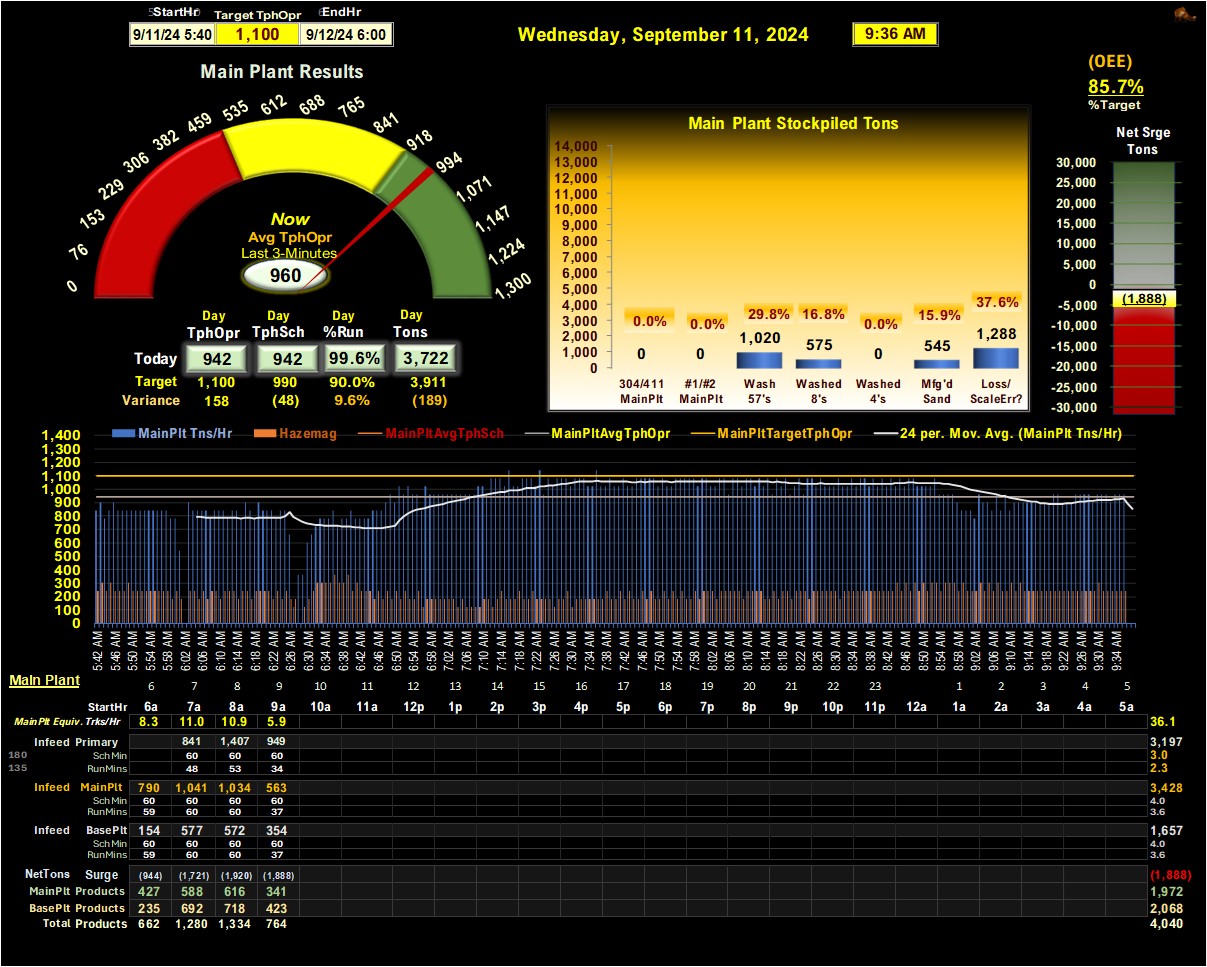 StartHr Target TphOpr EndHr
9/11/24 5:40 1,100 9/12/24 6:00
Wednesday, September 11, 2024
9:36 AM
(OEE)
85.7%
%Target
Main Plant Results
0 76 153 229 306 382 459 535 612 688 765 841 918 994 1,071 1,147 1,224 1,300
Now
Avg TphOpr
Last 3-Minutes
960
Day Day Day Day
TphOpr TphSch %Run Tons
Today 942 942 99.6% 3,722
Target 1,100 990 90.0% 3,911
Variance 158 (48) 9.6% (189)
Main Plant Stockpiled Tons
14,000
13,000
12,000
11,000
10,000
9,000
8,000
7,000
6,000
5,000
4,000
3,000
2,000
1,000
0
0.0% 0.0% 29.8% 16.8% 0.0% 15.9% 37.6%
0 0 1,020 575 0 545 1,288
304/411 #1/#2 Wash Washed Washed Mfg'd Loss/
MainPlt MainPlt 57's 8's 4's Sand ScaleErr?
Net Srge
Tons
30,000
25,000
20,000
15,000
10,000
5,000
0
-5,000
-10,000
-15,000
-20,000
-25,000
-30,000
(1,888)
MainPlt Tns/Hr Hazemag MainPltAvgTphSch MainPltAvgTphOpr MainPltTargetTphOpr 24 per. Mov. Avg. (MainPlt Tns/Hr)
1,400
1,300
1,200
1,100
1,000
900
800
700
600
500
400
300
200
100
0
5:42 AM 5:46 AM 5:50 AM 5:54 AM 5:58 AM 6:02 AM 6:06 AM 6:10 AM 6:14 AM 6:18 AM 6:22 AM 6:26 AM 6:30 AM 6:34 AM 6:38 AM 6:42 AM 6:46 AM 6:50 AM 6:54 AM 6:58 AM 7:02 AM 7:06 AM 7:10 AM 7:14 AM 7:18 AM 7:22 AM 7:26 AM 7:30 AM 7:34 AM 7:38 AM 7:42 AM 7:46 AM 7:50 AM 7:54 AM 7:58 AM 8:02 AM 8:06 AM 8:10 AM 8:14 AM 8:18 AM 8:22 AM 8:26 AM 8:30 AM 8:34 AM 8:38 AM 8:42 AM 8:46 AM 8:50 AM 8:54 AM 8:58 AM 9:02 AM 9:10 AM 9:14 AM 9:18 AM 9:22 AM 9:26 AM 9:30 AM 9:34 AM
Main Plant
6 7 8 9 10 11 12 13 14 15 16 17 18 19 20 21 22 23 1 2 3 4 5
StartHr 6a 7a 8a 9a 10a 11a 12p 1p 2p 3p 4p 5p 6p 7p 8p 9p 10p 11p 12a 1a 2a 3a 4a 5a
MainPlt Equiv. Trks/Hr 8.3 11.0 10.9 5.9 36.1
Infeed Primary 841 1,407 949 3,197
180 SchMin 60 60 60 3.0
135 RunMins 48 53 34 2.3
Infeed MainPlt 790 1,041 1,034 563 3,428
SchMin 60 60 60 60 4.0
RunMins 59 60 60 37 3.6
Infeed BasePlt 154 577 572 354 1,657
SchMin 60 60 60 60 4.0
RunMins 59 60 60 37 3.6
NetTons Surge (944) (1,721) (1,920) (1,888) (1,888)
MainPlt Products 427 588 616 341 1,972
BasePlt Products 235 692 718 423 2,068
Total Products 662 1,280 1,334 764 4,040